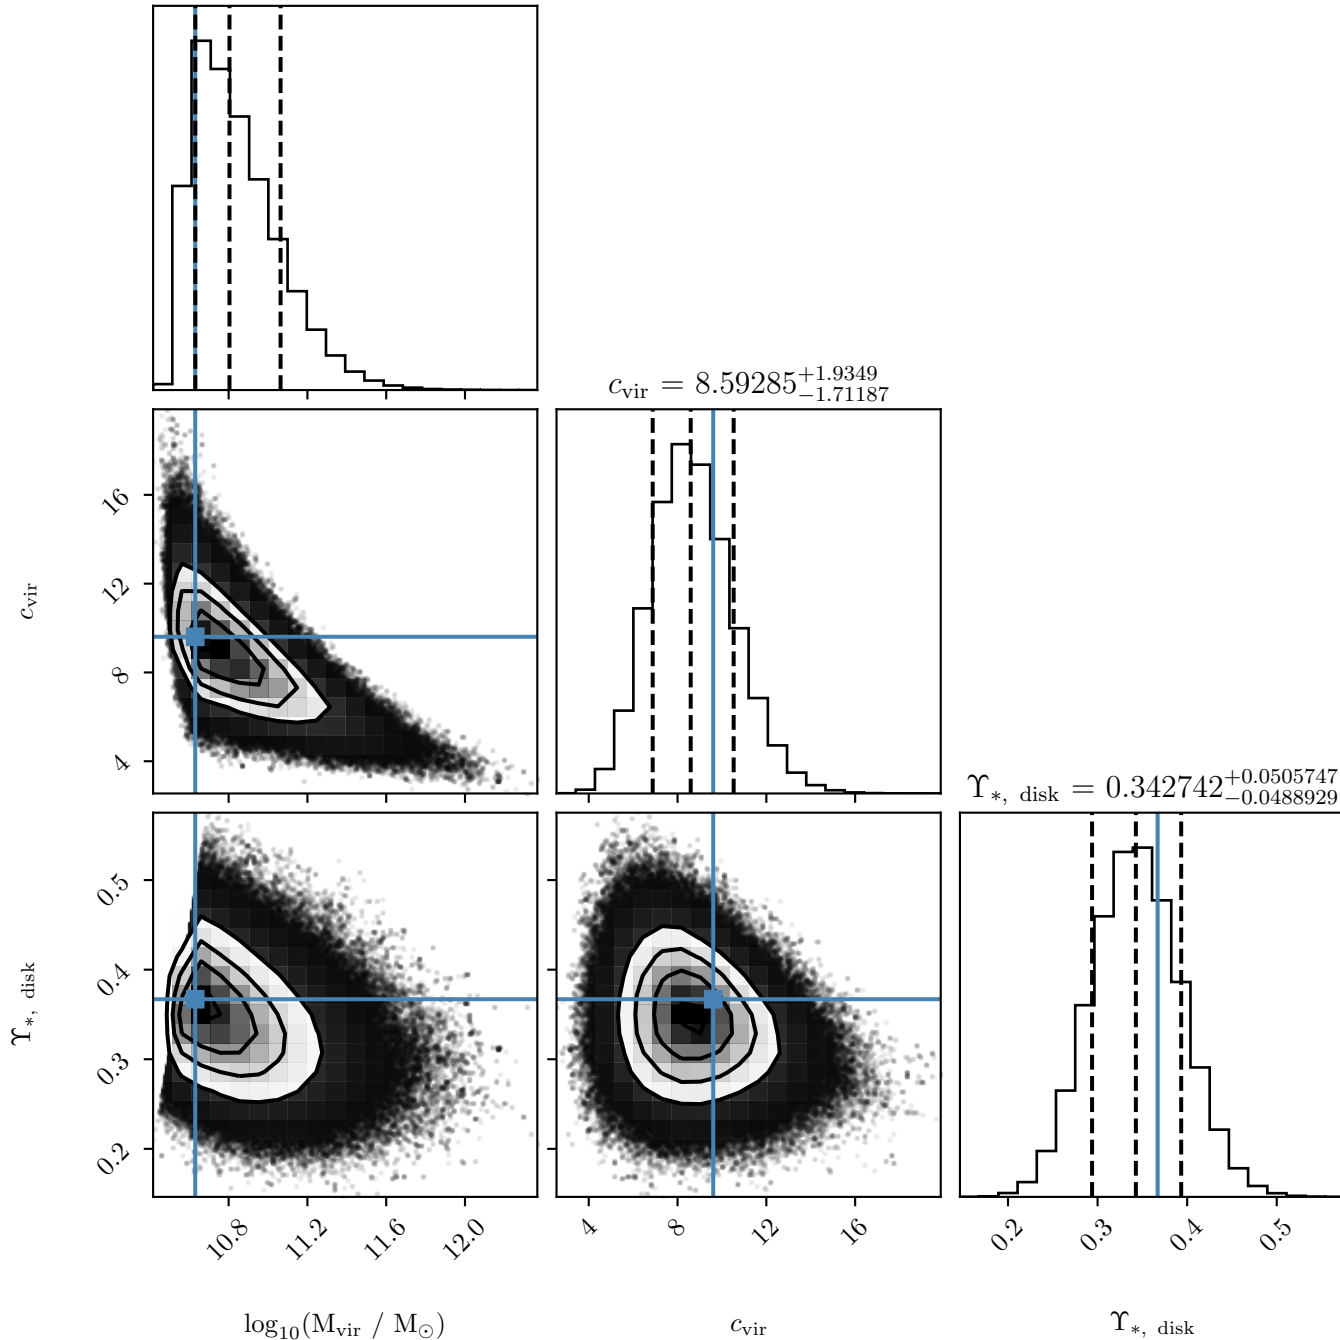 c_vir = 8.59285^{+1.9349}_{-1.71187}
16
12
8
4
c_vir
ϒ_{*, disk} = 0.342742^{+0.0505747}_{-0.0488929}
0.5
0.4
0.3
0.2
ϒ_{*, disk}
10.8 11.2 11.6 12.0
4 8 12 16
0.2 0.3 0.4 0.5
log₁₀(M_vir / M_⊙)
c_vir
ϒ_{*, disk}